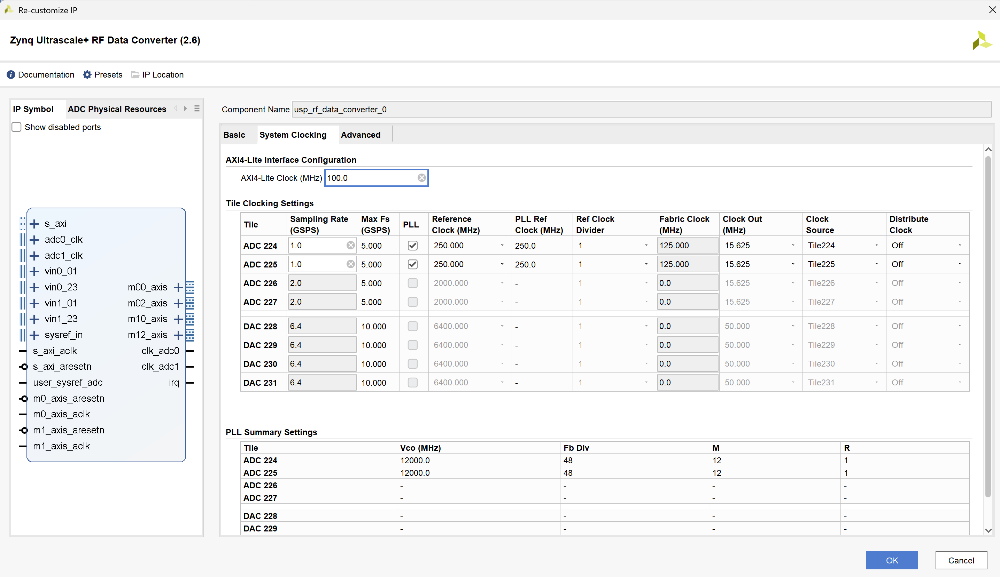 Re-customize IP
Zynq Ultrascale+ RF Data Converter (2.6)
Documentation Presets IP Location
IP Symbol ADC Physical Resources
Show disabled ports
s_axi
adc0_clk
adc1_clk
vin0_01
vin0_23 m00_axis
vin1_01 m02_axis
vin1_23 m10_axis
sysref_in m12_axis
s_axi_aclk clk_adc0
s_axi_aresetn clk_adc1
user_sysref_adc irq
m0_axis_aresetn
m0_axis_aclk
m1_axis_aresetn
m1_axis_aclk
Component Name usp_rf_data_converter_0
Basic System Clocking Advanced
AXI4-Lite Interface Configuration
AXI4-Lite Clock (MHz) 100.0
Tile Clocking Settings
Tile Sampling Rate (GSPS) Max Fs (GSPS) PLL Reference Clock (MHz) PLL Ref Clock (MHz) Ref Clock Divider Fabric Clock (MHz) Clock Out (MHz) Clock Source Distribute Clock
ADC 224 1.0 5.000 250.000 250.0 1 125.000 15.625 Tile224 Off
ADC 225 1.0 5.000 250.000 250.0 1 125.000 15.625 Tile225 Off
ADC 226 2.0 5.000 2000.000 - 1 0.0 15.625 Tile226 Off
ADC 227 2.0 5.000 2000.000 - 1 0.0 15.625 Tile227 Off
DAC 228 6.4 10.000 6400.000 - 1 0.0 50.000 Tile228 Off
DAC 229 6.4 10.000 6400.000 - 1 0.0 50.000 Tile229 Off
DAC 230 6.4 10.000 6400.000 - 1 0.0 50.000 Tile230 Off
DAC 231 6.4 10.000 6400.000 - 1 0.0 50.000 Tile231 Off
PLL Summary Settings
Tile Vco (MHz) Fb Div M R
ADC 224 12000.0 48 12 1
ADC 225 12000.0 48 12 1
ADC 226 - - - -
ADC 227 - - - -
DAC 228 - - - -
DAC 229 - - - -
OK Cancel